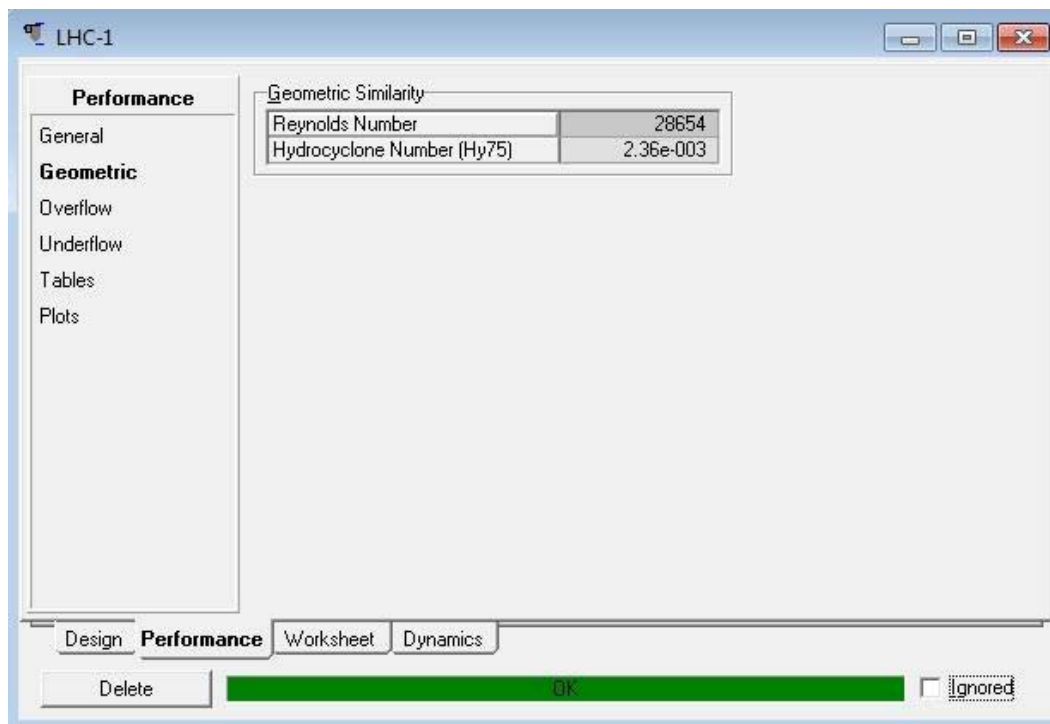 LHC-1
Performance
General
Geometric
Overflow
Underflow
Tables
Plots
Geometric Similarity
Reynolds Number 28654
Hydrocyclone Number (Hy75) 2.36e-003
Design Performance Worksheet Dynamics
Delete OK Ignored